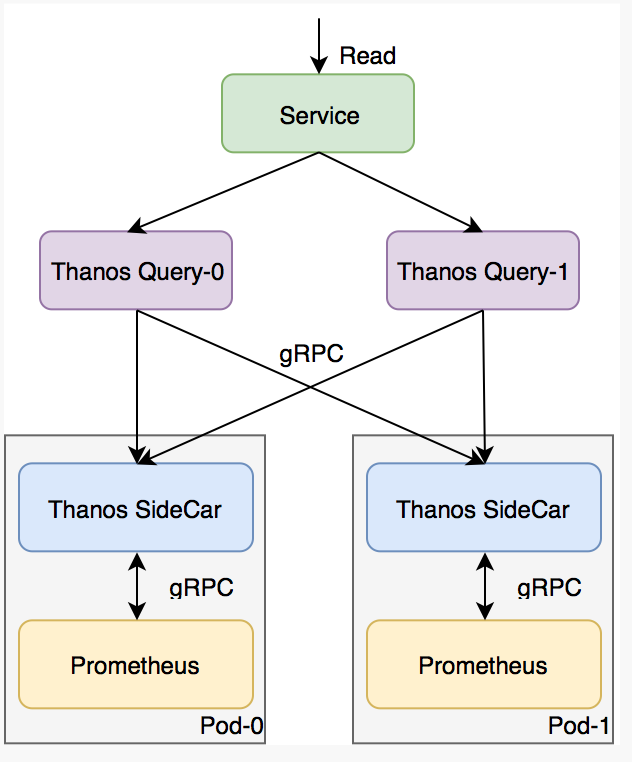 Read
Service
Thanos Query-0
Thanos Query-1
gRPC
Thanos SideCar
Thanos SideCar
gRPC
gRPC
Prometheus
Prometheus
Pod-0
Pod-1